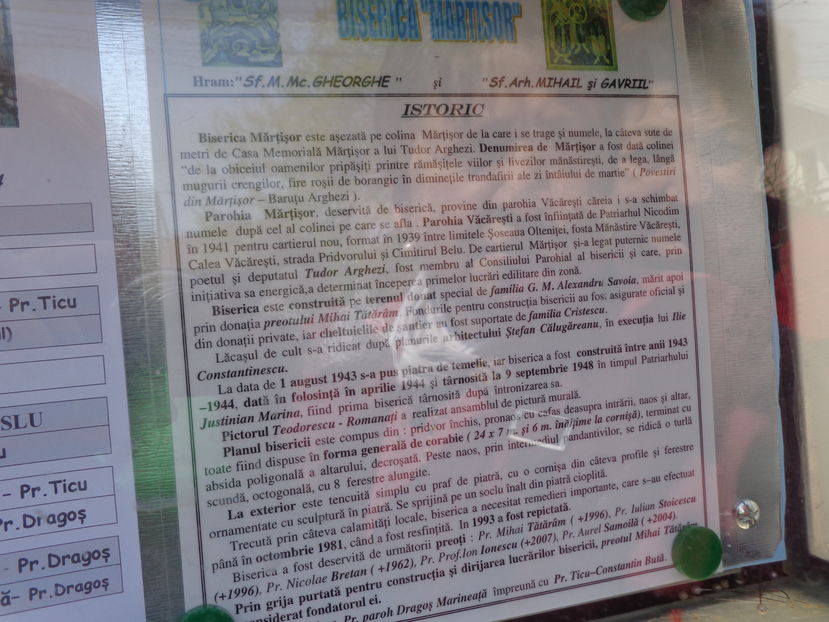 BISERICA "MARTISOR"
Hram:"Sf.M.Mc.GHEORGHE " și "Sf.Arh.MIHAIL și GAVRIIL"
ISTORIC
Biserica Mărțișor este așezată pe colina Mărțișor de la care i se trage și numele, la câteva sute de
metri de Casa Memorială Mărțișor a lui Tudor Arghezi. Denumirea de Mărțișor a fost dată colinei
“de la obiceiul oamenilor pripășiți printre rămășițele viilor și livezilor mănăstirești, de a lega, lângă
mugurii crengilor, fire roșii de borangic în diminețile trandafirii ale zi întâiului de martie” ( Povestiri
din Mărțișor – Baruțu Arghezi ).
Parohia Mărțișor, deservită de biserică, provine din parohia Văcărești căreia i s-a schimbat
numele după cel al colinei pe care se afla . Parohia Văcărești a fost înființată de Patriarhul Nicodim
în 1941 pentru cartierul nou, format în 1939 între limitele Șoseaua Olteniței, fosta Mănăstire Văcărești,
Calea Văcărești, strada Pridvorului și Cimitirul Belu. De cartierul Mărțișor și-a legat puternic numele
poetul și deputatul Tudor Arghezi, fost membru al Consiliului Parohial al bisericii și care, prin
inițiativa sa energică,a determinat începerea primelor lucrări edilitare din zonă.
Biserica este construită pe terenul donat special de familia G. M. Alexandru Savoia, mărit apoi
prin donația preotului Mihai Tătărâm. Fondurile pentru construcția bisericii au fos. asigurate oficial și
din donații private, iar cheltuielile de șantier au fost suportate de familia Cristescu.
Lăcașul de cult s-a ridicat după planurile arhitectului Ștefan Călugăreanu, în execuția lui Ilie
Constantinescu.
La data de 1 august 1943 s-a pus piatra de temelie, iar biserica a fost construită între anii 1943
–1944, dată în folosință în aprilie 1944 și târnosită la 9 septembrie 1948 în timpul Patriarhului
Justinian Marina, fiind prima biserică târnosită după întronizarea sa.
Pictorul Teodorescu - Romanați a realizat ansamblul de pictură murală.
Planul bisericii este compus din : pridvor închis, pronaos cu cafas deasupra intrării, naos și altar,
toate fiind dispuse în forma generală de corabie ( 24 x 7 m. și 6 m. înălțime la cornișă), terminat cu
absida poligonală a altarului, decroșată. Peste naos, prin intermediul pandantivilor, se ridică o turlă
scundă, octogonală, cu 8 ferestre alungite.
La exterior este tencuită simplu cu praf de piatră, cu o cornișa din câteva profile și ferestre
ornamentate cu sculptură în piatră. Se sprijină pe un soclu înalt din piatră cioplită.
Trecută prin câteva calamități locale, biserica a necesitat remedieri importante, care s–au efectuat
până în octombrie 1981, când a fost resfințită. În 1993 a fost repictată.
Biserica a fost deservită de următorii preoți : Pr. Mihai Tătărâm ( +1996), Pr. Iulian Stoicescu
(+1996), Pr. Nicolae Bretan ( +1962), Pr. Prof.Ion Ionescu (+2007), Pr. Aurel Samoilă ( +2004).
Prin grija purtată pentru construcția și dirijarea lucrărilor bisericii, preotul Mihai Tătărâm
considerat fondatorul ei.
Pr. paroh Dragoș Marineață împreună cu Pr. Ticu–Constantin Bută.
- Pr.Ticu
SLU
- Pr.Ticu
Pr.Dragoș
- Pr.Dragoș
ă- Pr.Dragoș